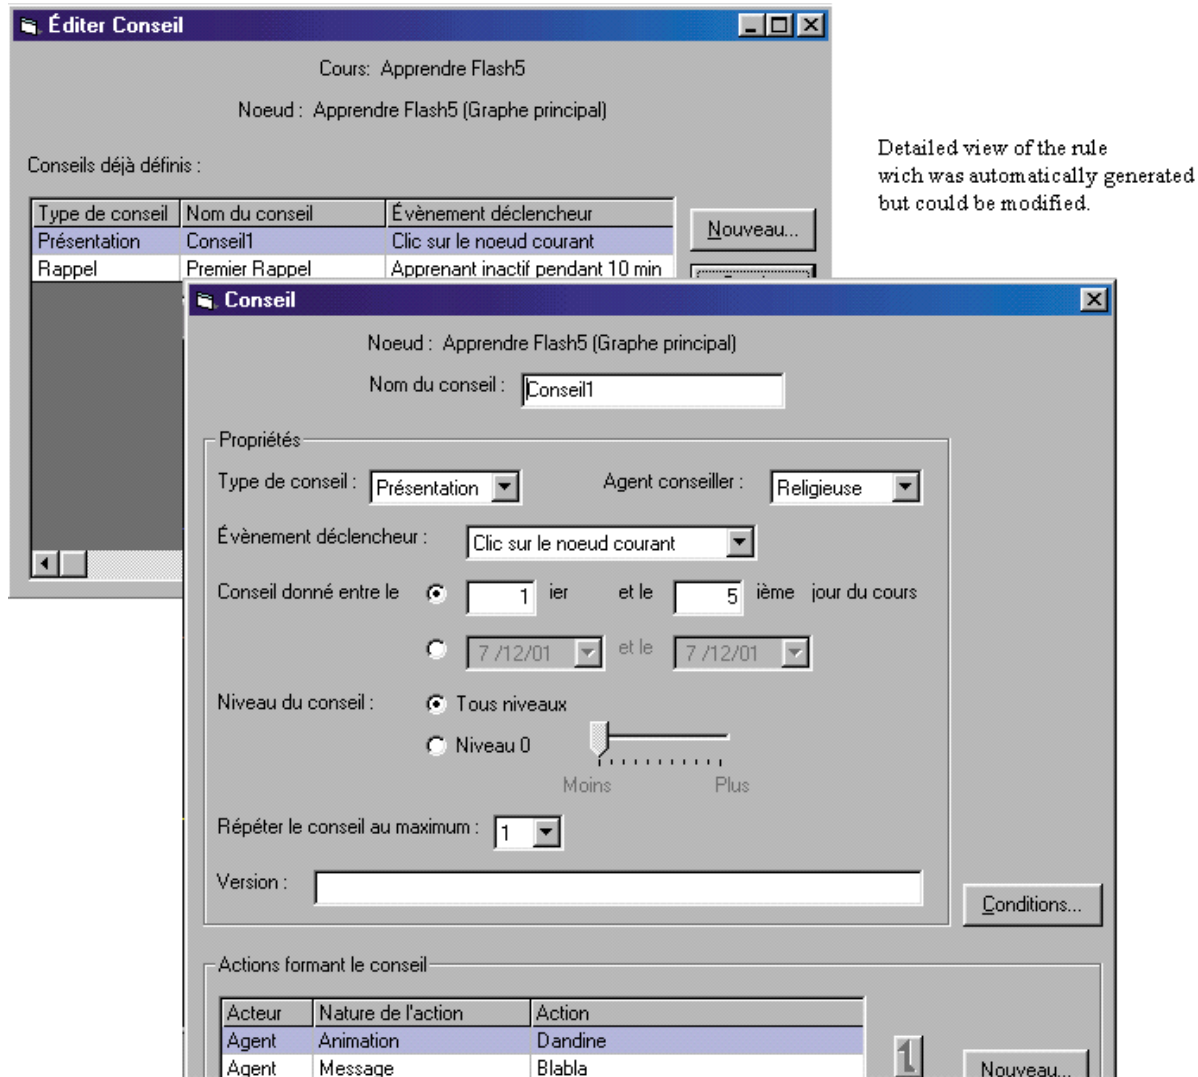 Éditer Conseil
Cours: Apprendre Flash5
Noeud : Apprendre Flash5 (Graphe principal)
Conseils déjà définis :
Type de conseil Nom du conseil Évènement déclencheur
Présentation Conseil1 Clic sur le noeud courant
Rappel Premier Rappel Apprenant inactif pendant 10 min
Nouveau...
Detailed view of the rule
wich was automatically generated
but could be modified.
Conseil
Noeud : Apprendre Flash5 (Graphe principal)
Nom du conseil : Conseil1
Propriétés
Type de conseil : Présentation Agent conseiller : Religieuse
Évènement déclencheur : Clic sur le noeud courant
Conseil donné entre le 1 ier et le 5 ième jour du cours
7 /12/01 et le 7 /12/01
Niveau du conseil : Tous niveaux
Niveau 0
Moins Plus
Répéter le conseil au maximum : 1
Version :
Conditions...
Actions formant le conseil
Acteur Nature de l'action Action
Agent Animation Dandine
Agent Message Blabla
Nouveau...